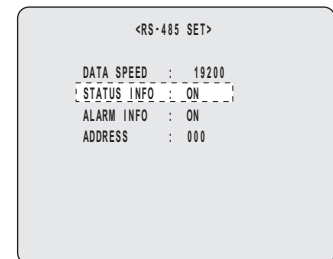 <RS-485 SET>
DATA SPEED : 19200
STATUS INFO : ON
ALARM INFO : ON
ADDRESS : 000